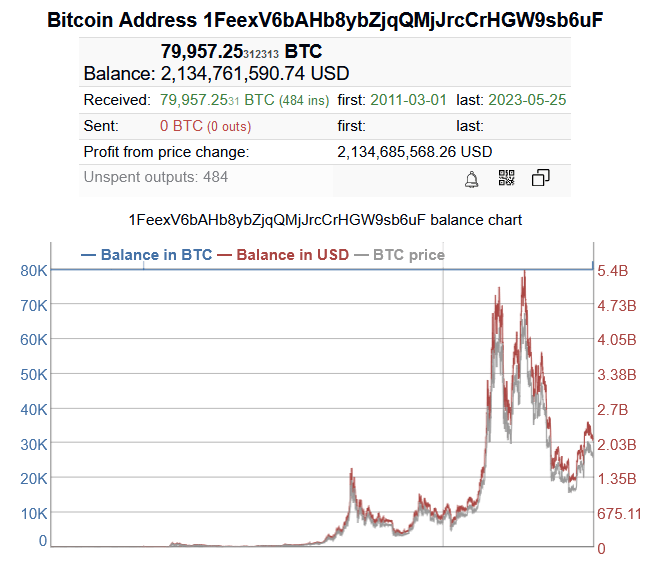 Bitcoin Address 1FeexV6bAHb8ybZjqQMjJrcCrHGW9sb6uF
79,957.25312313 BTC
Balance: 2,134,761,590.74 USD
Received: 79,957.2531 BTC (484 ins) first: 2011-03-01 last: 2023-05-25
Sent: 0 BTC (0 outs) first: last:
Profit from price change: 2,134,685,568.26 USD
Unspent outputs: 484
1FeexV6bAHb8ybZjqQMjJrcCrHGW9sb6uF balance chart
Balance in BTC Balance in USD BTC price
80K 5.4B
70K 4.73B
60K 4.05B
50K 3.38B
40K 2.7B
30K 2.03B
20K 1.35B
10K 675.11
0 0